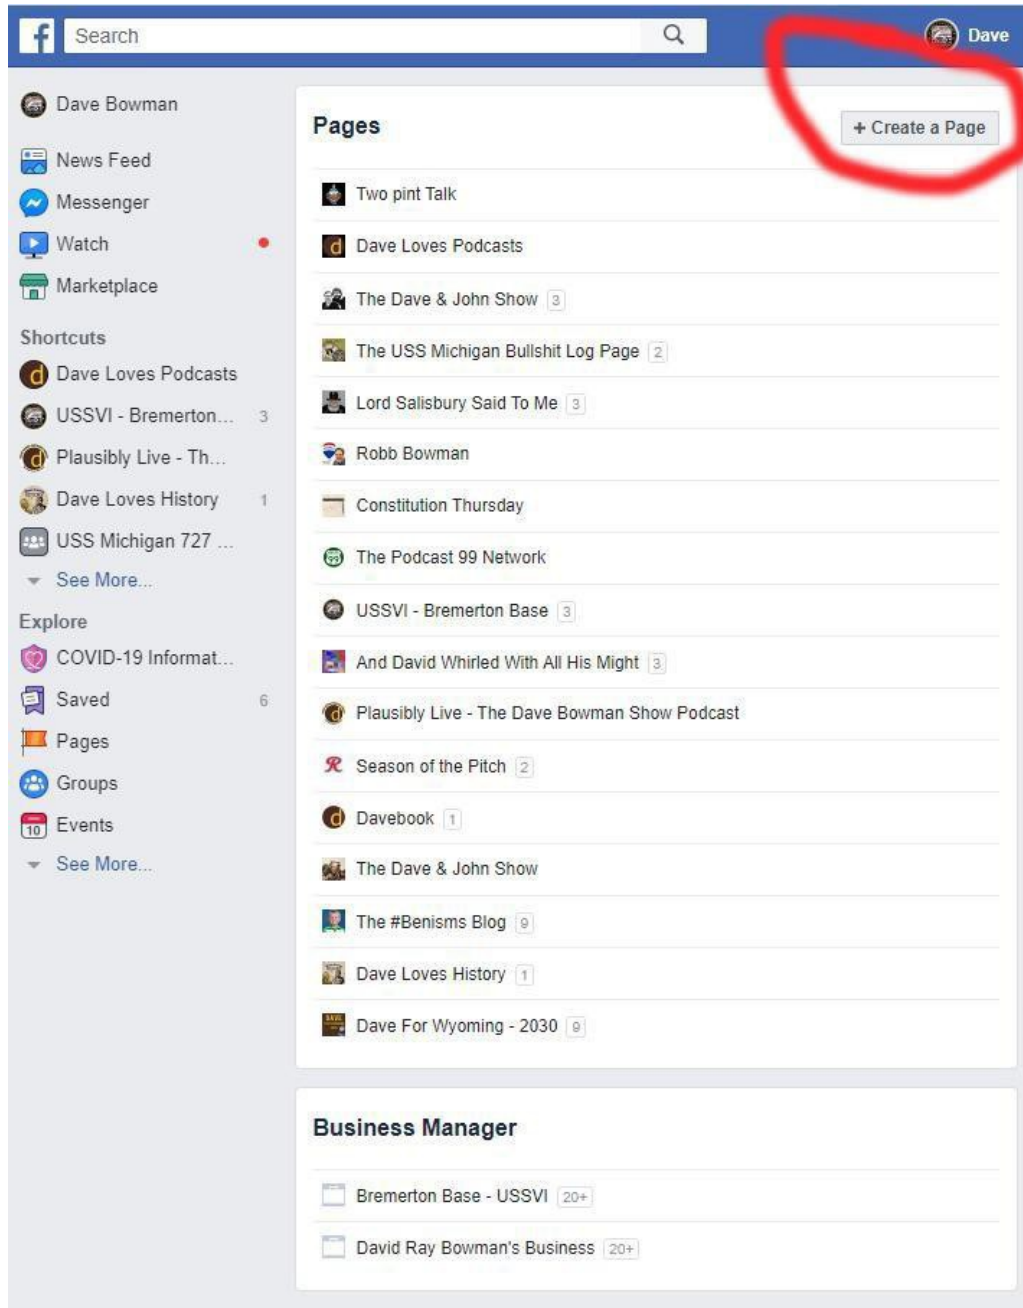 Search
Dave
Dave Bowman
News Feed
Messenger
Watch
Marketplace
Shortcuts
Dave Loves Podcasts
USSVI - Bremerton... 3
Plausibly Live - Th...
Dave Loves History 1
USS Michigan 727 ...
See More...
Explore
COVID-19 Informat...
Saved 6
Pages
Groups
10 Events
See More...
Pages
+ Create a Page
Two pint Talk
Dave Loves Podcasts
The Dave & John Show 3
The USS Michigan Bullshit Log Page 2
Lord Salisbury Said To Me 3
Robb Bowman
Constitution Thursday
The Podcast 99 Network
USSVI - Bremerton Base 3
And David Whirled With All His Might 3
Plausibly Live - The Dave Bowman Show Podcast
Season of the Pitch 2
Davebook 1
The Dave & John Show
The #Benisms Blog 9
Dave Loves History 1
Dave For Wyoming - 2030 9
Business Manager
Bremerton Base - USSVI 20+
David Ray Bowman's Business 20+